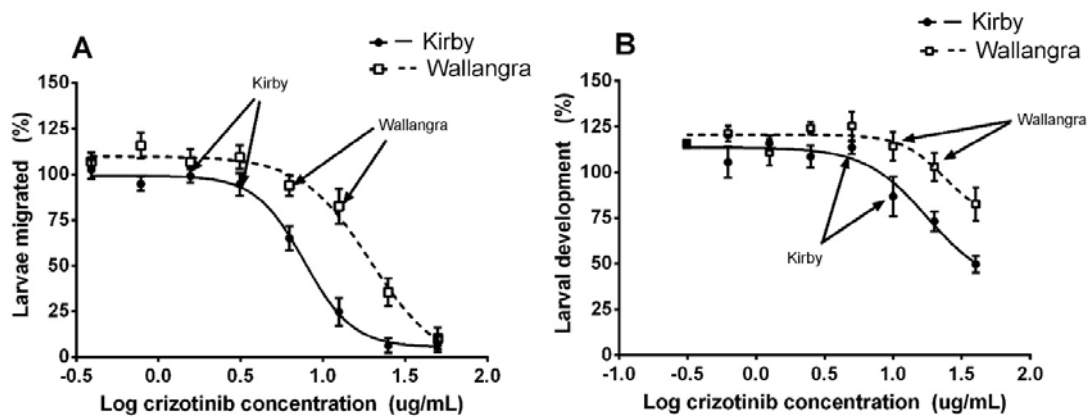 A
Kirby
Wallangra
Larvae migrated (%)
150
125
100
75
50
25
0
Kirby
Wallangra
-0.5 0.0 0.5 1.0 1.5 2.0
Log crizotinib concentration (ug/mL)
B
Kirby
Wallangra
Larval development (%)
150
125
100
75
50
25
0
Wallangra
Kirby
-1.0 -0.5 0.0 0.5 1.0 1.5 2.0
Log crizotinib concentration (ug/mL)